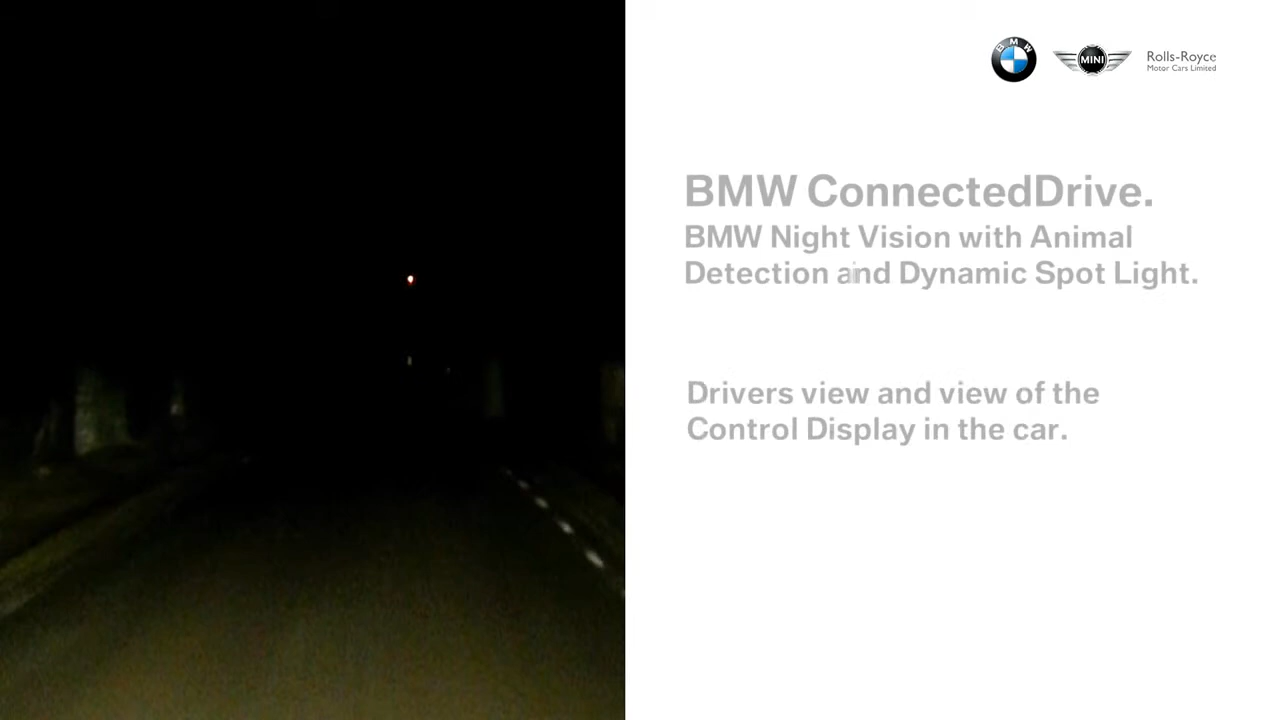 BMW
MINI
Rolls-Royce
Motor Cars Limited
BMW ConnectedDrive.
BMW Night Vision with Animal
Detection and Dynamic Spot Light.
Drivers view and view of the
Control Display in the car.